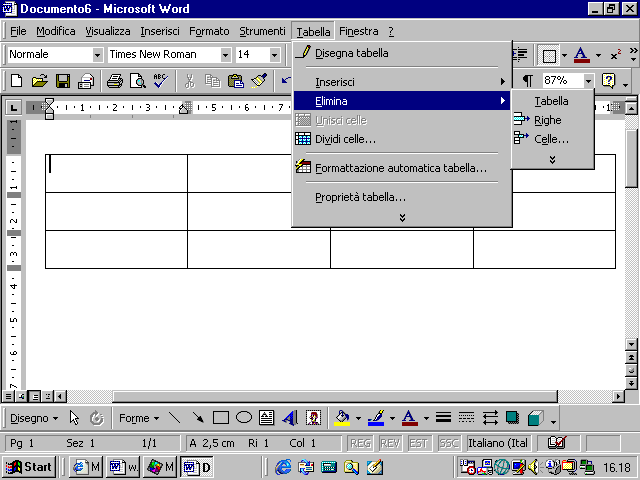 Documento6 - Microsoft Word
File Modifica Visualizza Inserisci Formato Strumenti Tabella Finestra ?
Normale Times New Roman 14
87%
Disegna tabella
Inserisci
Elimina
Unisci celle
Dividi celle...
Formattazione automatica tabella...
Proprietà tabella...
Tabella
Righe
Celle...
Disegno Forme
Pg 1 Sez 1 1/1 A 2,5 cm Ri 1 Col 1 REG REV EST SSC Italiano (Ital
Start M w. M D 16.18